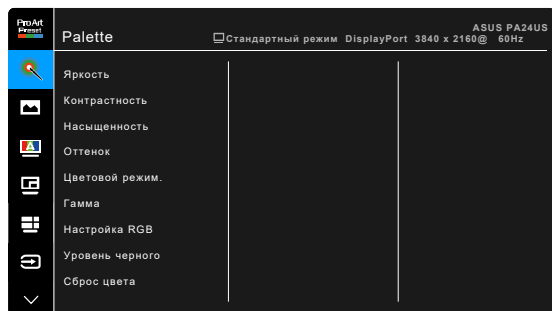 ProArt
Preset
ASUS PA24US
Palette
Стандартный режим DisplayPort 3840 x 2160@ 60Hz
Яркость
Контрастность
Насыщенность
A
Оттенок
Цветовой режим.
Гамма
Настройка RGB
Уровень черного
Сброс цвета